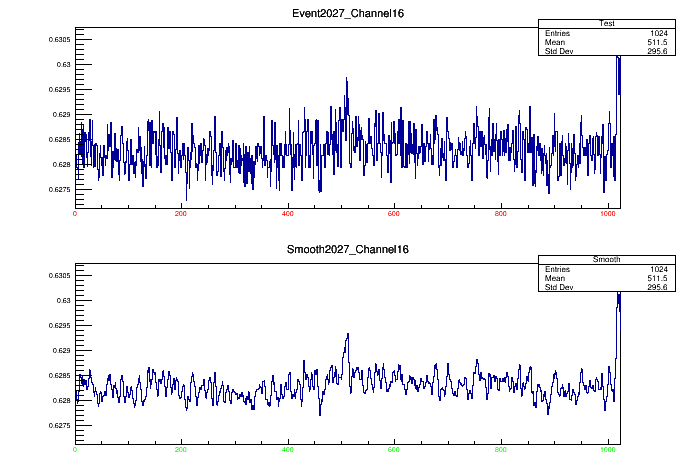 Event2027_Channel16
Test
Entries 1024
Mean 511.5
Std Dev 295.6
0.6305
0.63
0.6295
0.629
0.6285
0.628
0.6275
0 200 400 600 800 1000
Smooth2027_Channel16
Smooth
Entries 1024
Mean 511.5
Std Dev 295.6
0.6305
0.63
0.6295
0.629
0.6285
0.628
0.6275
0.6272
0 200 400 600 800 1000